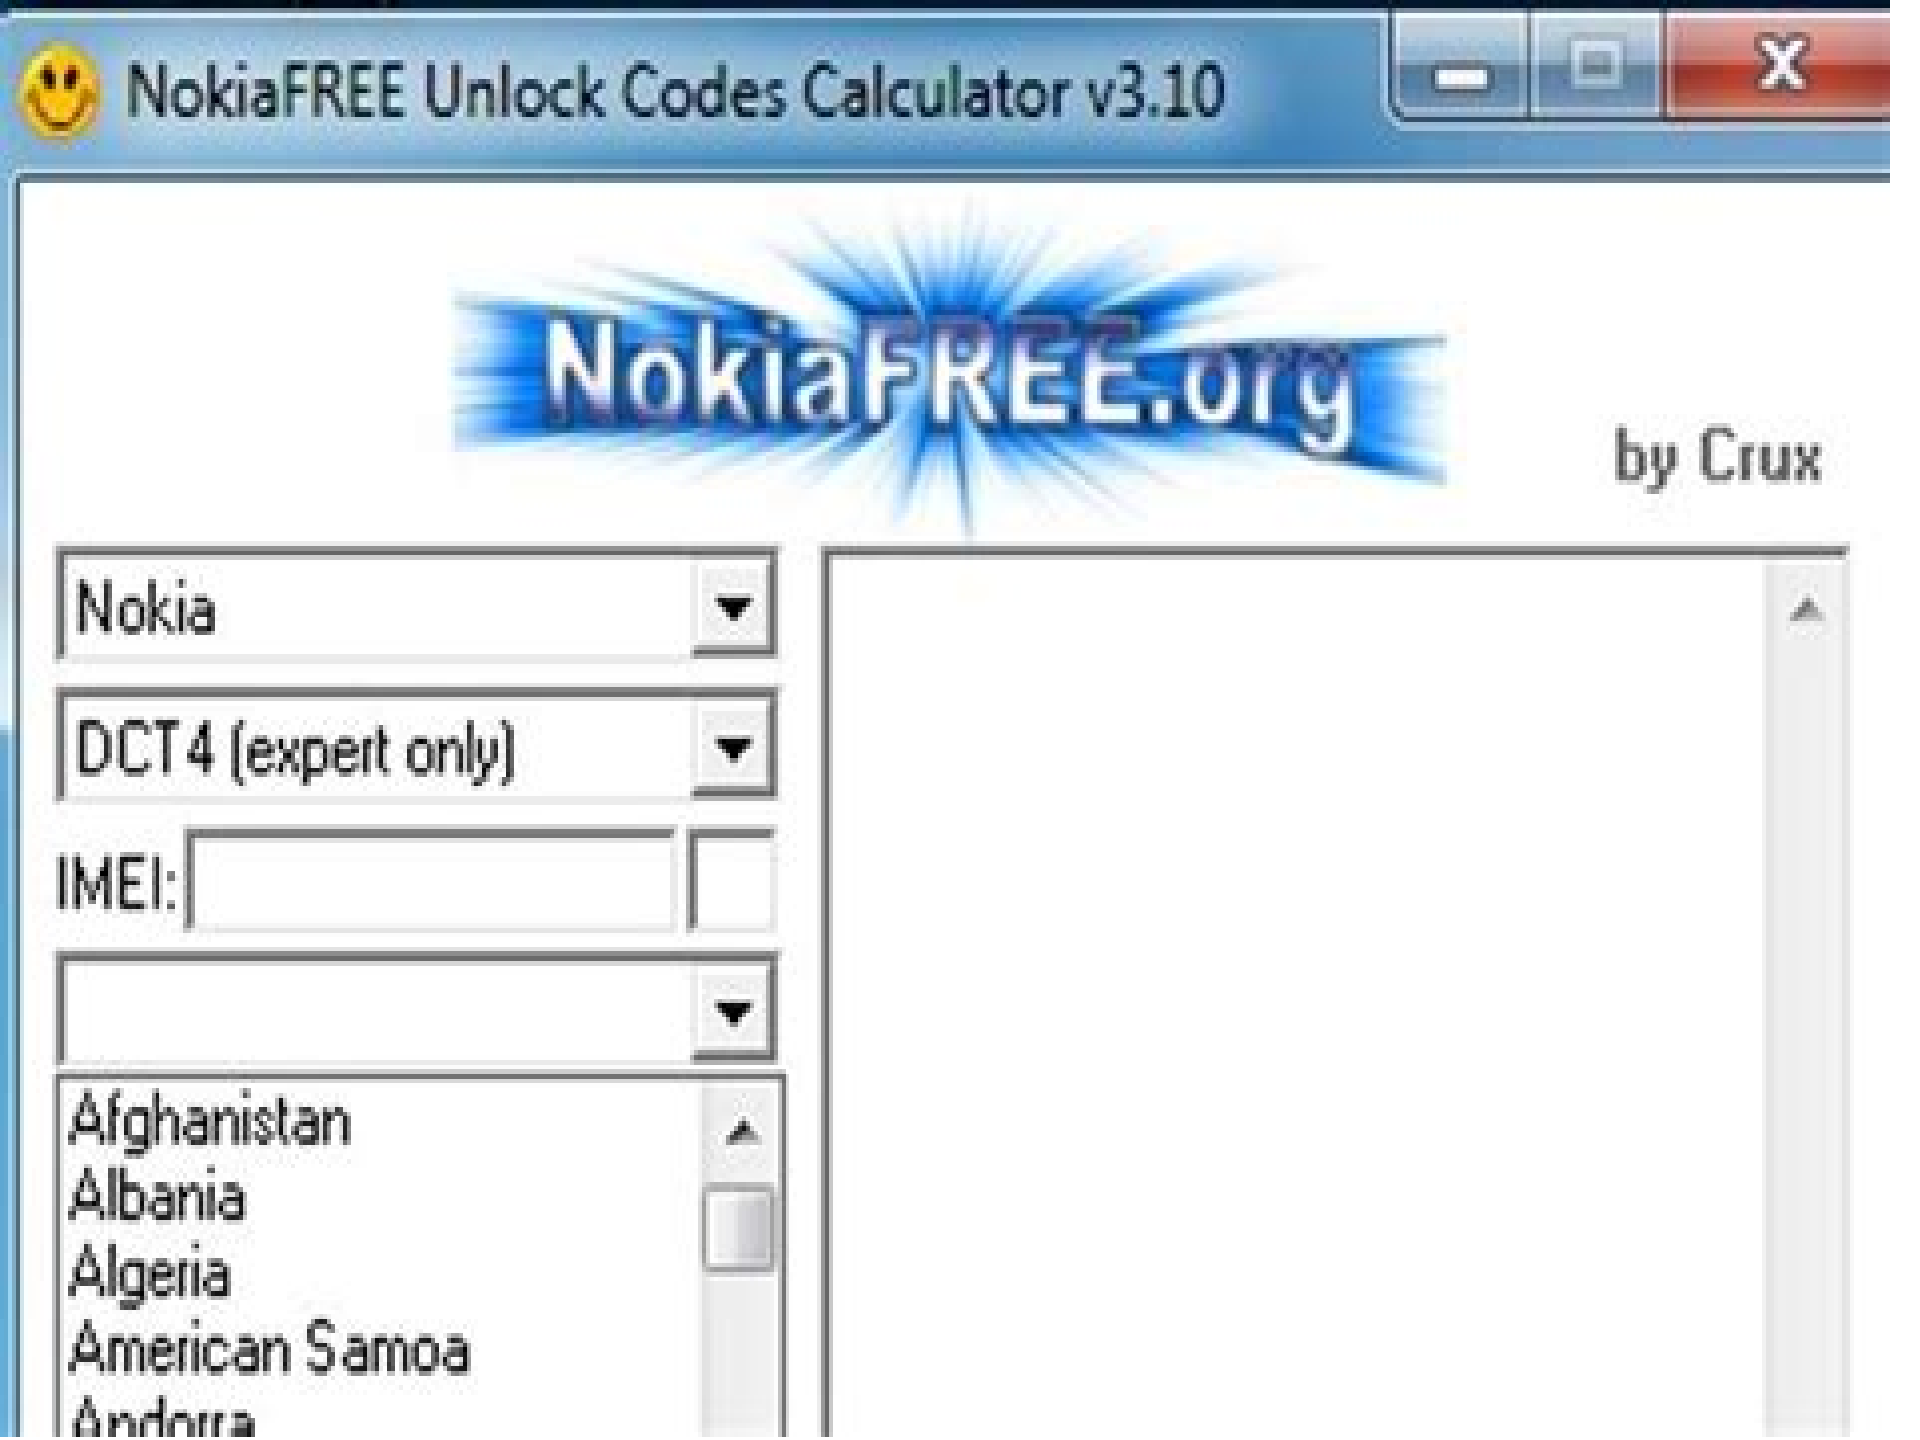 NokiaFREE Unlock Codes Calculator v3.10
NokiaFREE.org
by Crux
Nokia
DCT4 (expert only)
IMEI:
Afghanistan
Albania
Algeria
American Samoa
Andorra